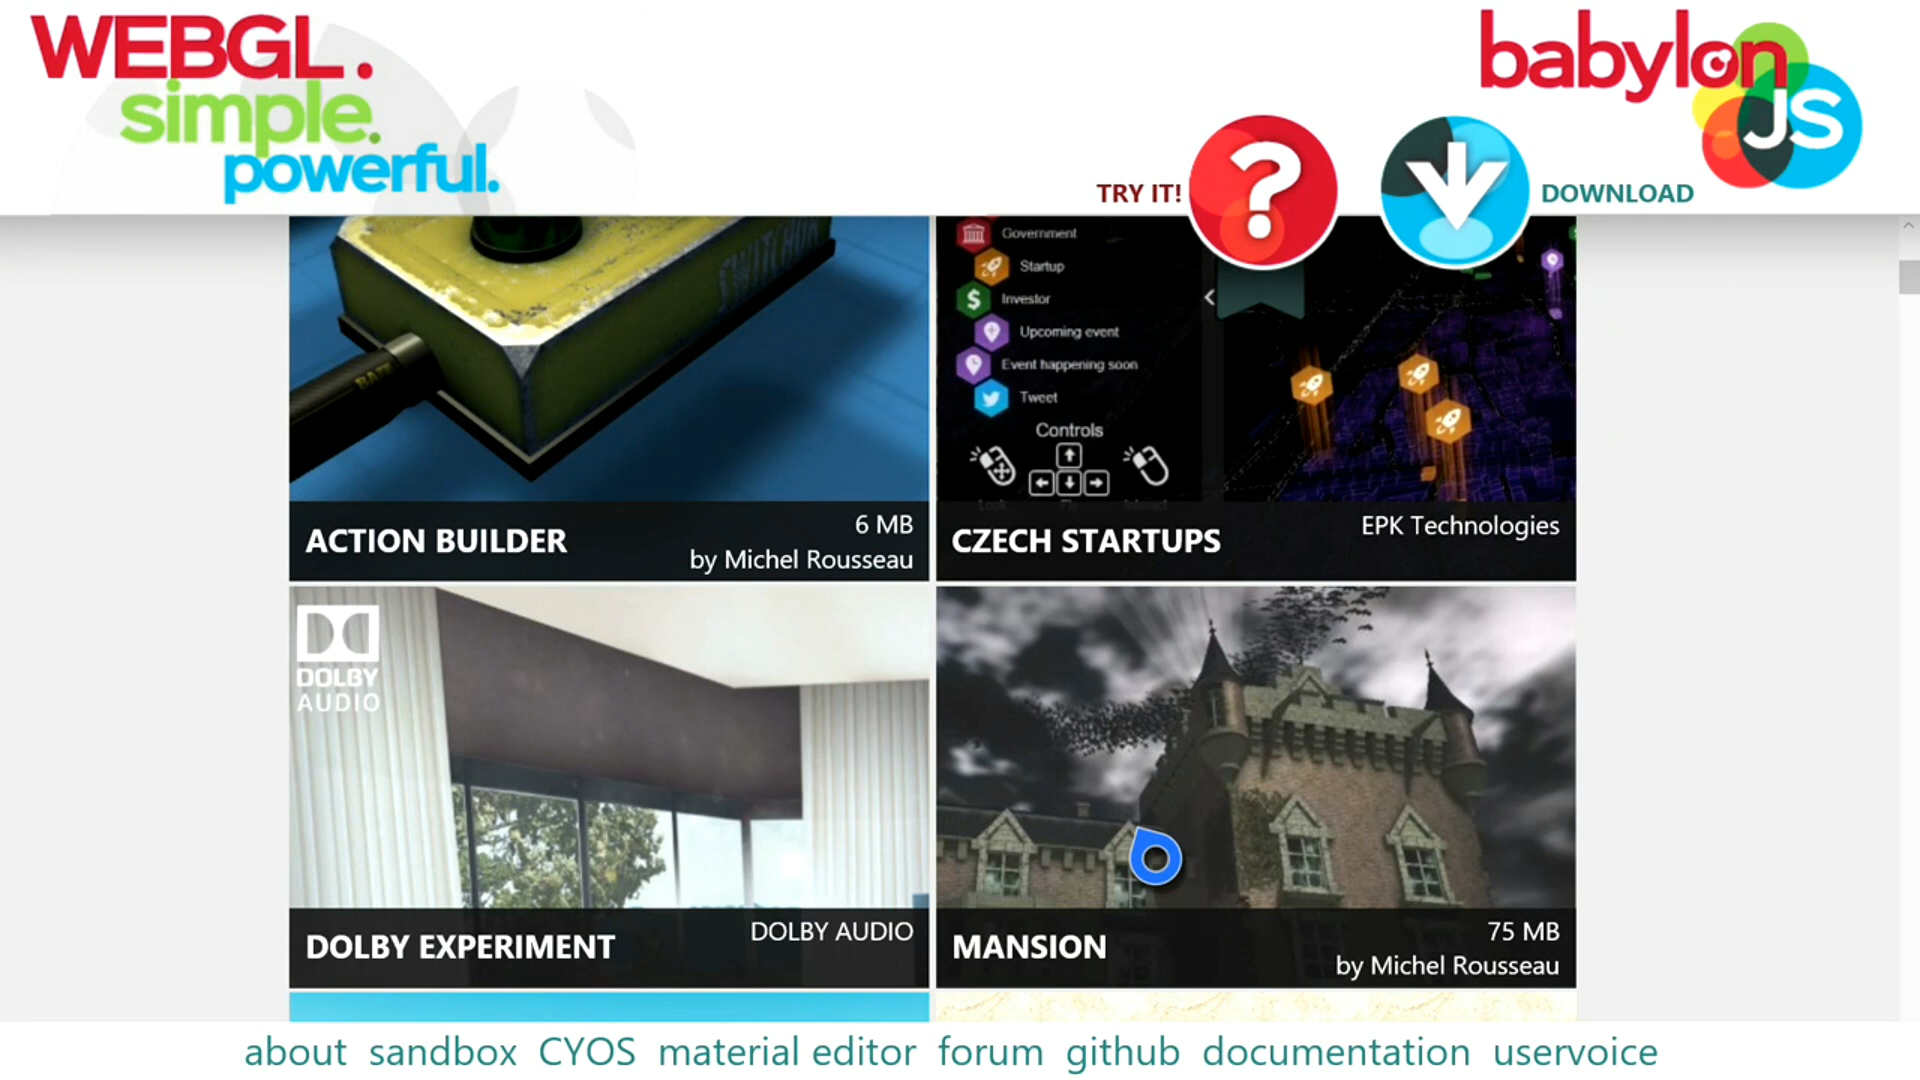 WEBGL.
simple.
powerful.
babylon
JS
TRY IT!
?
DOWNLOAD
Government
Startup
$
Investor
Upcoming event
Event happening soon
Tweet
Controls
ACTION BUILDER
6 MB
by Michel Rousseau
CZECH STARTUPS
EPK Technologies
DOLBY
AUDIO
DOLBY EXPERIMENT
DOLBY AUDIO
MANSION
75 MB
by Michel Rousseau
about sandbox CYOS material editor forum github documentation uservoice